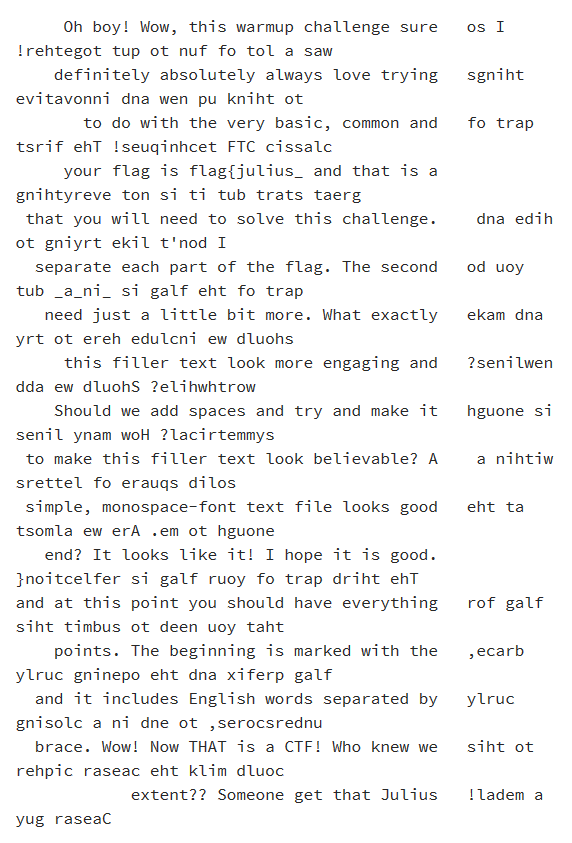 Oh boy! Wow, this warmup challenge sure   os I
!rehtegot tup ot nuf fo tol a saw
definitely absolutely always love trying   sgniht
evitavonni dna wen pu kniht ot
to do with the very basic, common and   fo trap
tsrif ehT !seuqinhcet FTC cissalc
your flag is flag{julius_ and that is a
gnihtyreve ton si ti tub trats taerg
that you will need to solve this challenge.    dna edih
ot gniyrt ekil t'nod I
separate each part of the flag. The second   od uoy
tub _a_ni_ si galf eht fo trap
need just a little bit more. What exactly   ekam dna
yrt ot ereh edulcni ew dluohs
this filler text look more engaging and   ?senilwen
dda ew dluohS ?elihwhtrow
Should we add spaces and try and make it   hguone si
senil ynam woH ?lacirtemmys
to make this filler text look believable? A    a nihtiw
srettel fo erauqs dilos
simple, monospace-font text file looks good   eht ta
tsomla ew erA .em ot hguone
end? It looks like it! I hope it is good.
}noitcelfer si galf ruoy fo trap driht ehT
and at this point you should have everything   rof galf
siht timbus ot deen uoy taht
points. The beginning is marked with the   ,ecarb
ylruc gninepo eht dna xiferp galf
and it includes English words separated by   ylruc
gnisolc a ni dne ot ,serocsrednu
brace. Wow! Now THAT is a CTF! Who knew we   siht ot
rehpic raseac eht klim dluoc
extent?? Someone get that Julius   !ladem a
yug raseaC